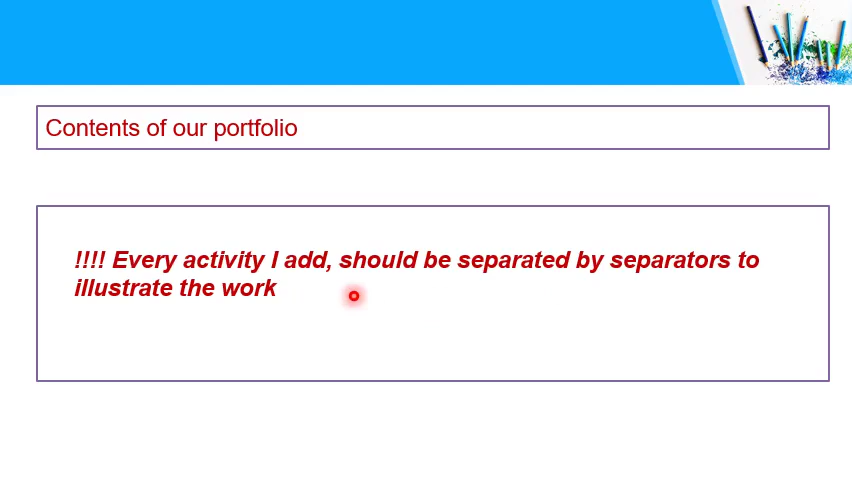 Contents of our portfolio
!!!! Every activity I add, should be separated by separators to
illustrate the work